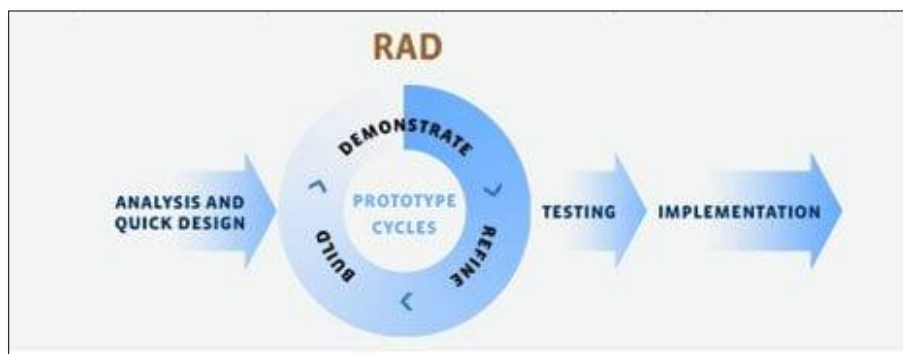 RAD
ANALYSIS AND
QUICK DESIGN
DEMONSTRATE
REFINE
BUILD
PROTOTYPE
CYCLES
TESTING
IMPLEMENTATION